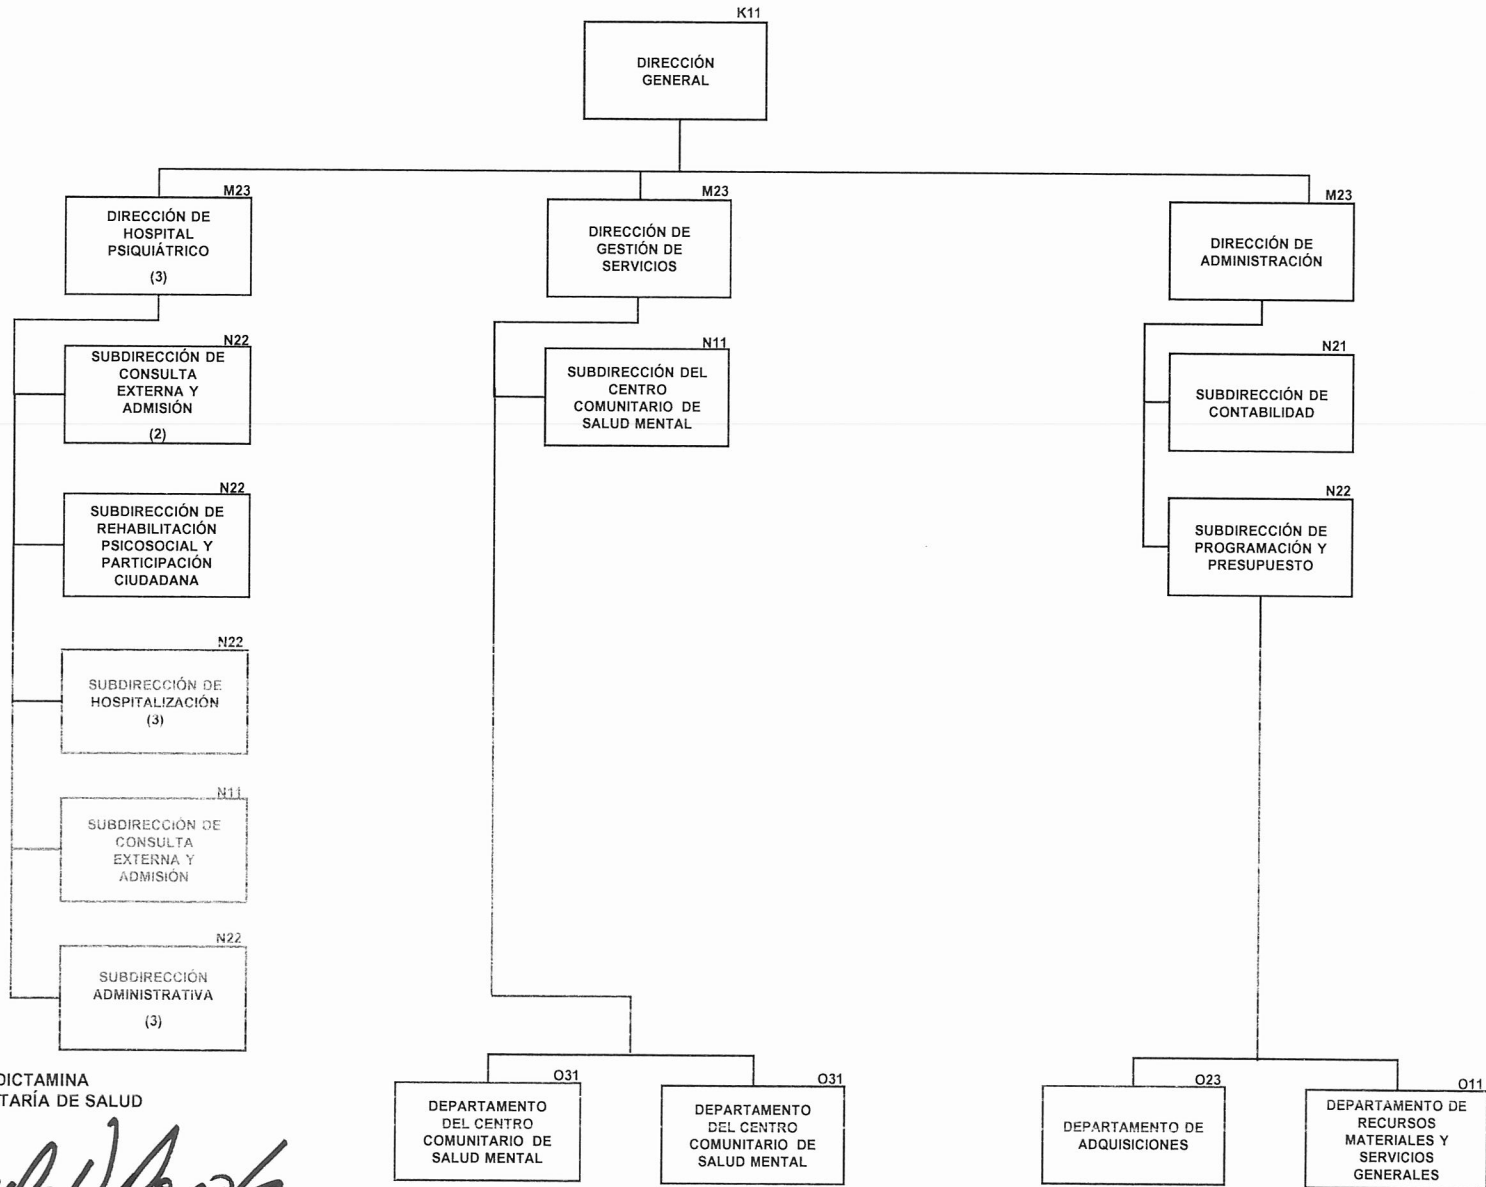 K11
DIRECCIÓN
GENERAL
M23
DIRECCIÓN DE
HOSPITAL
PSIQUIÁTRICO
(3)
M23
DIRECCIÓN DE
GESTIÓN DE
SERVICIOS
M23
DIRECCIÓN DE
ADMINISTRACIÓN
N22
SUBDIRECCIÓN DE
CONSULTA
EXTERNA Y
ADMISIÓN
(2)
N11
SUBDIRECCIÓN DEL
CENTRO
COMUNITARIO DE
SALUD MENTAL
N21
SUBDIRECCIÓN DE
CONTABILIDAD
N22
SUBDIRECCIÓN DE
REHABILITACIÓN
PSICOSOCIAL Y
PARTICIPACIÓN
CIUDADANA
N22
SUBDIRECCIÓN DE
PROGRAMACIÓN Y
PRESUPUESTO
N22
SUBDIRECCIÓN DE
HOSPITALIZACIÓN
(3)
N11
SUBDIRECCIÓN DE
CONSULTA
EXTERNA Y
ADMISIÓN
N22
SUBDIRECCIÓN
ADMINISTRATIVA
(3)
DICTAMINA
TARÍA DE SALUD
O31
DEPARTAMENTO
DEL CENTRO
COMUNITARIO DE
SALUD MENTAL
O31
DEPARTAMENTO
DEL CENTRO
COMUNITARIO DE
SALUD MENTAL
O23
DEPARTAMENTO DE
ADQUISICIONES
O11
DEPARTAMENTO DE
RECURSOS
MATERIALES Y
SERVICIOS
GENERALES